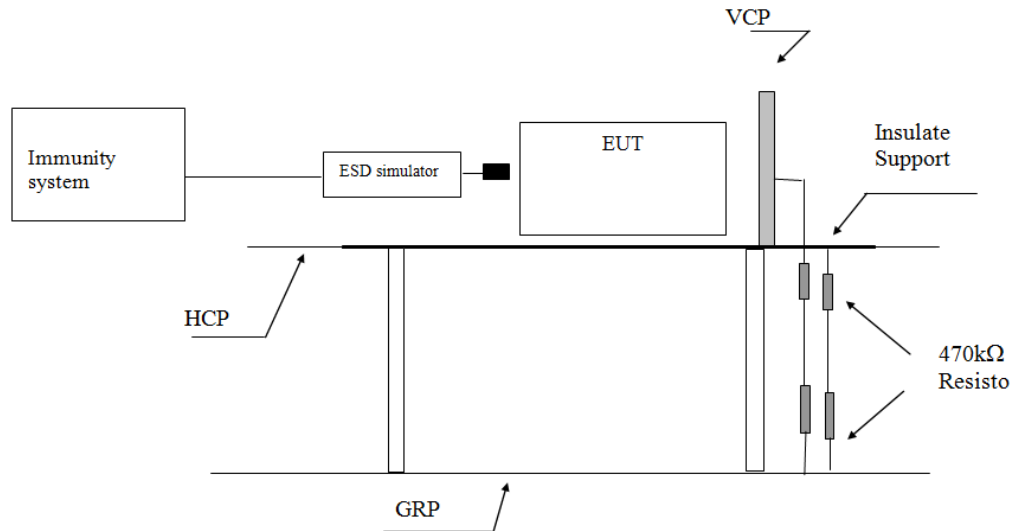 VCP
Immunity
system
ESD simulator
EUT
Insulate
Support
HCP
470kΩ
Resisto
GRP